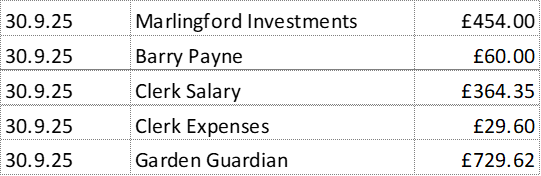 30.9.25 Marlingford Investments £454.00
30.9.25 Barry Payne £60.00
30.9.25 Clerk Salary £364.35
30.9.25 Clerk Expenses £29.60
30.9.25 Garden Guardian £729.62